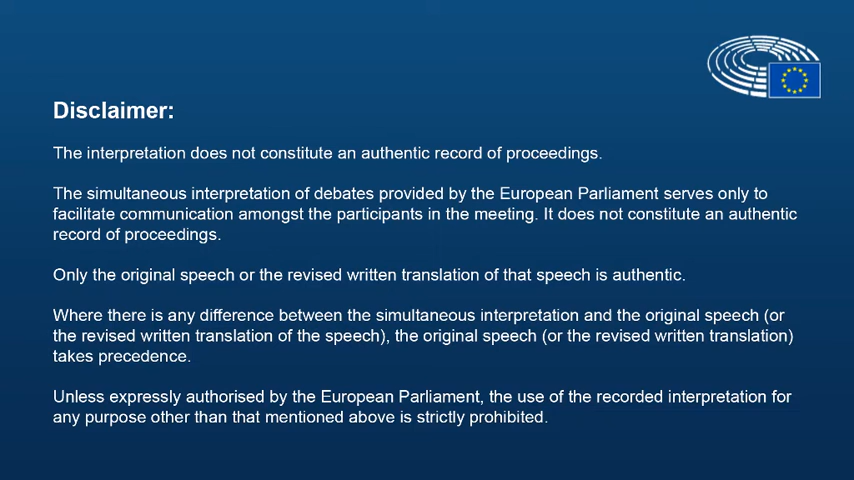 Disclaimer:
The interpretation does not constitute an authentic record of proceedings.
The simultaneous interpretation of debates provided by the European Parliament serves only to
facilitate communication amongst the participants in the meeting. It does not constitute an authentic
record of proceedings.
Only the original speech or the revised written translation of that speech is authentic.
Where there is any difference between the simultaneous interpretation and the original speech (or
the revised written translation of the speech), the original speech (or the revised written translation)
takes precedence.
Unless expressly authorised by the European Parliament, the use of the recorded interpretation for
any purpose other than that mentioned above is strictly prohibited.